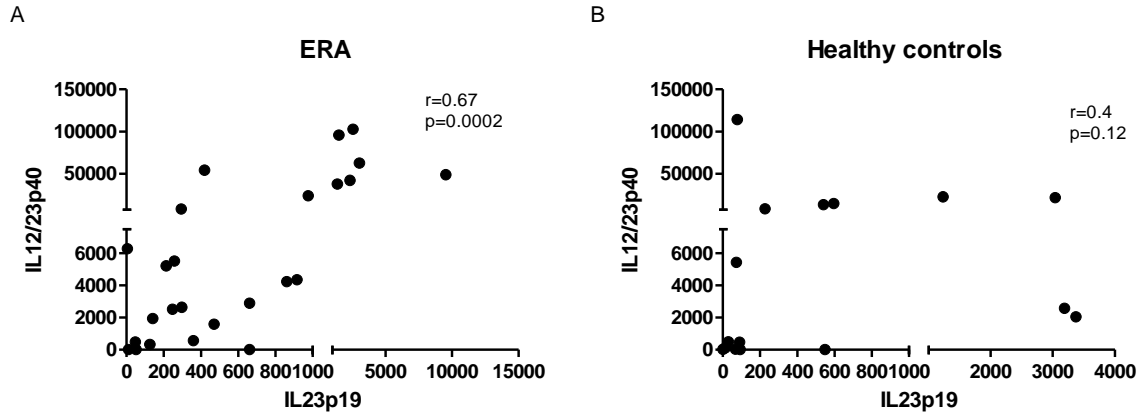 A
ERA
r=0.67
p=0.0002
IL12/23p40
150000
100000
50000
6000
4000
2000
0
0 200 400 600 800 1000 5000 10000 15000
IL23p19
B
Healthy controls
r=0.4
p=0.12
IL12/23p40
150000
100000
50000
6000
4000
2000
0
0 200 400 600 800 1000 2000 3000 4000
IL23p19